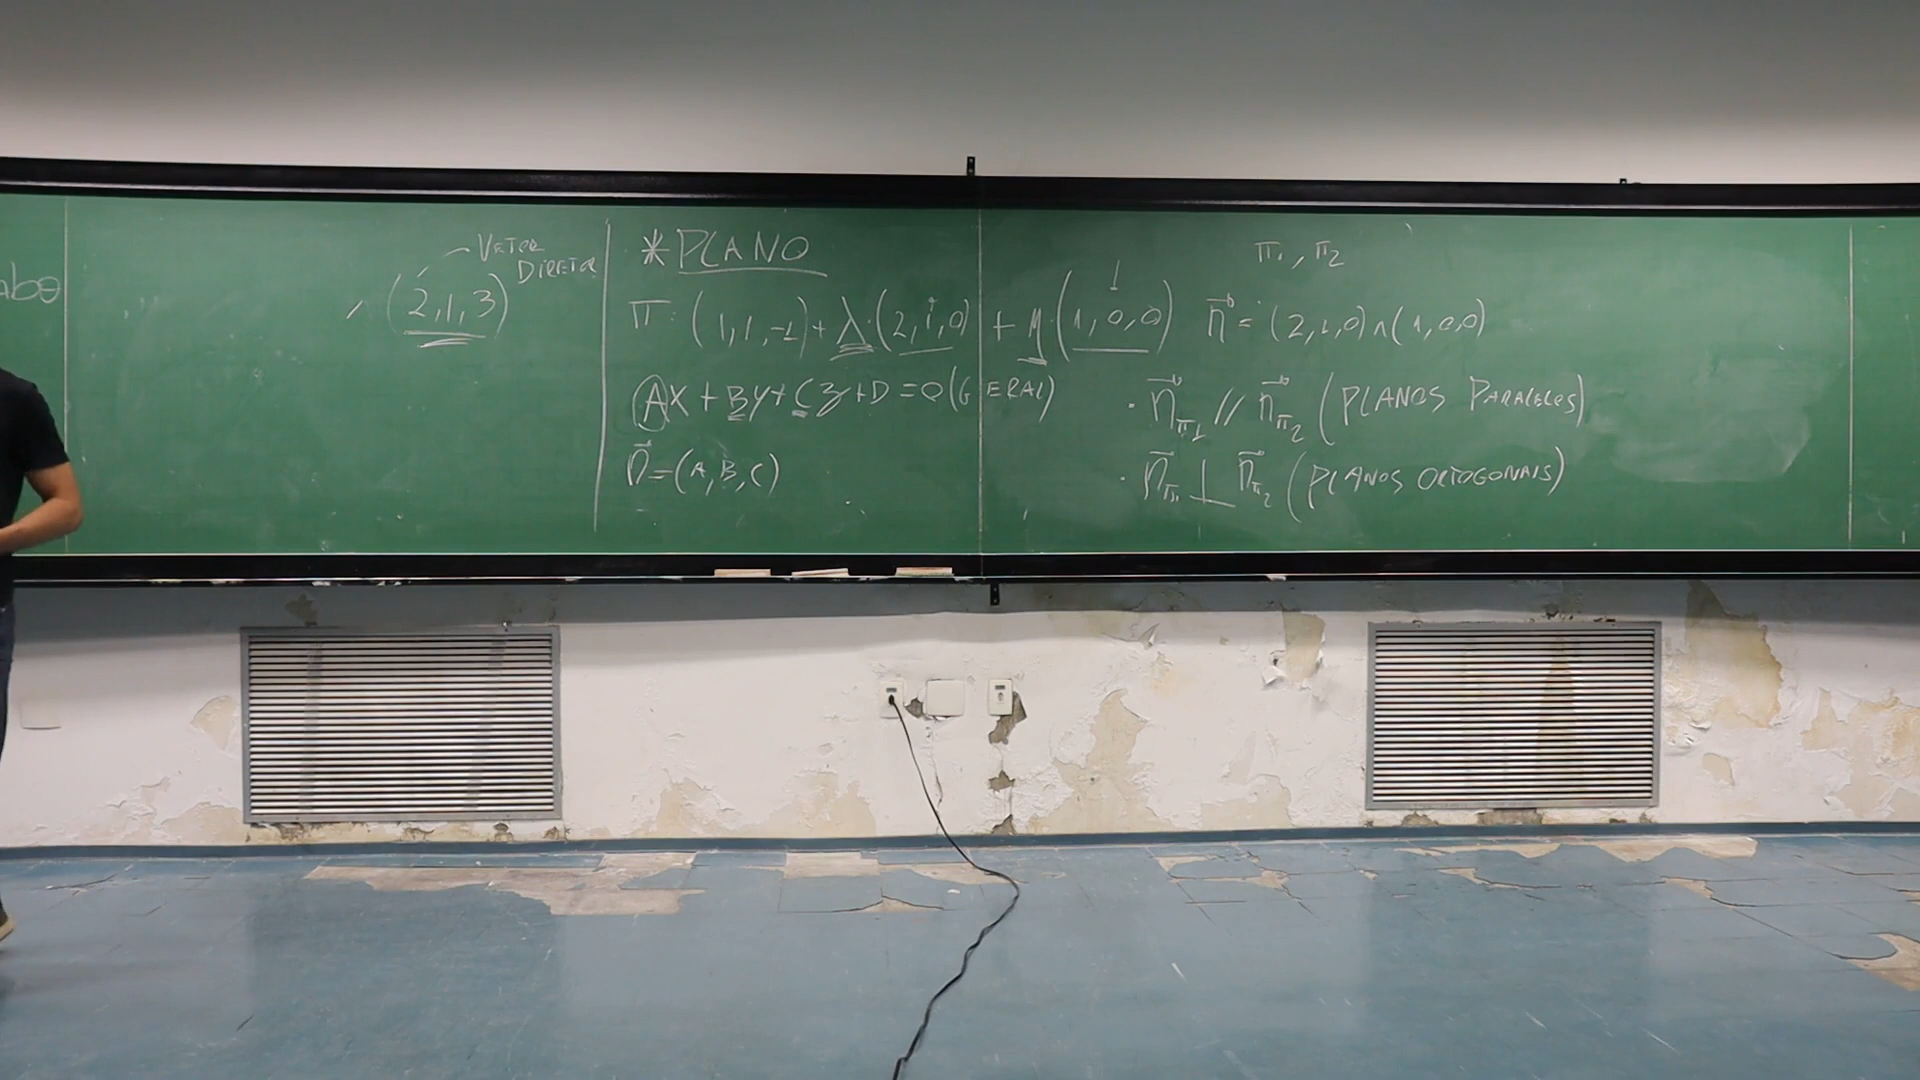 VETOR
DIRETOR
(2,1,3)
* PLANO
π: (1,1,-1) + λ·(2,1,0) + η·(1,0,0)
AX + BY + CZ + D = 0 (GERAL)
n⃗ = (A,B,C)
π₁, π₂
n⃗ = (2,1,0) ∧ (1,0,0)
· n⃗π₁ // n⃗π₂ (PLANOS PARALELOS)
· n⃗π₁ ⊥ n⃗π₂ (PLANOS ORTOGONAIS)